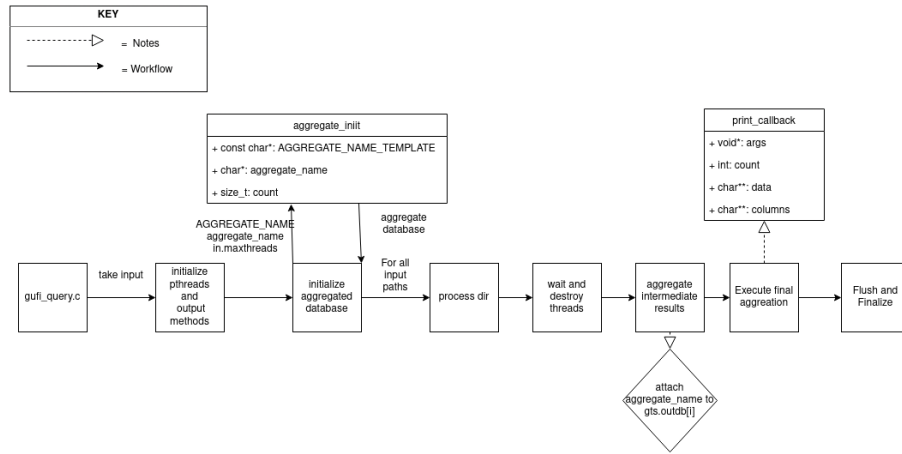 KEY
= Notes
= Workflow
aggregate_iniit
+ const char*: AGGREGATE_NAME_TEMPLATE
+ char*: aggregate_name
+ size_t: count
print_callback
+ void*: args
+ int: count
+ char**: data
+ char**: columns
AGGREGATE_NAME
aggregate_name
in.maxthreads
aggregate
database
gufi_query.c
take input
initialize
pthreads
and
output
methods
initialize
aggregated
database
For all
input
paths
process dir
wait and
destroy
threads
aggregate
intermediate
results
Execute final
aggreation
Flush and
Finalize
attach
aggregate_name to
gts.outdb[i]